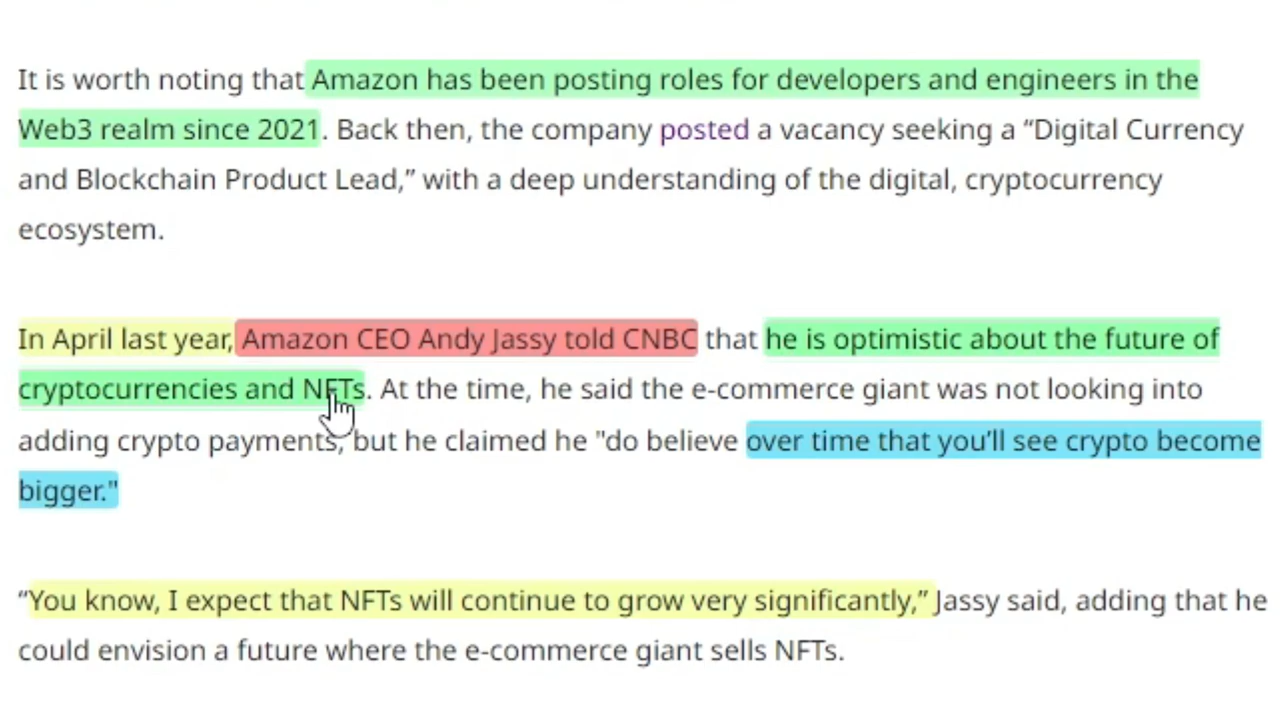 It is worth noting that Amazon has been posting roles for developers and engineers in the
Web3 realm since 2021. Back then, the company posted a vacancy seeking a “Digital Currency
and Blockchain Product Lead,” with a deep understanding of the digital, cryptocurrency
ecosystem.
In April last year, Amazon CEO Andy Jassy told CNBC that he is optimistic about the future of
cryptocurrencies and NFTs. At the time, he said the e-commerce giant was not looking into
adding crypto payments, but he claimed he "do believe over time that you’ll see crypto become
bigger."
“You know, I expect that NFTs will continue to grow very significantly,” Jassy said, adding that he
could envision a future where the e-commerce giant sells NFTs.